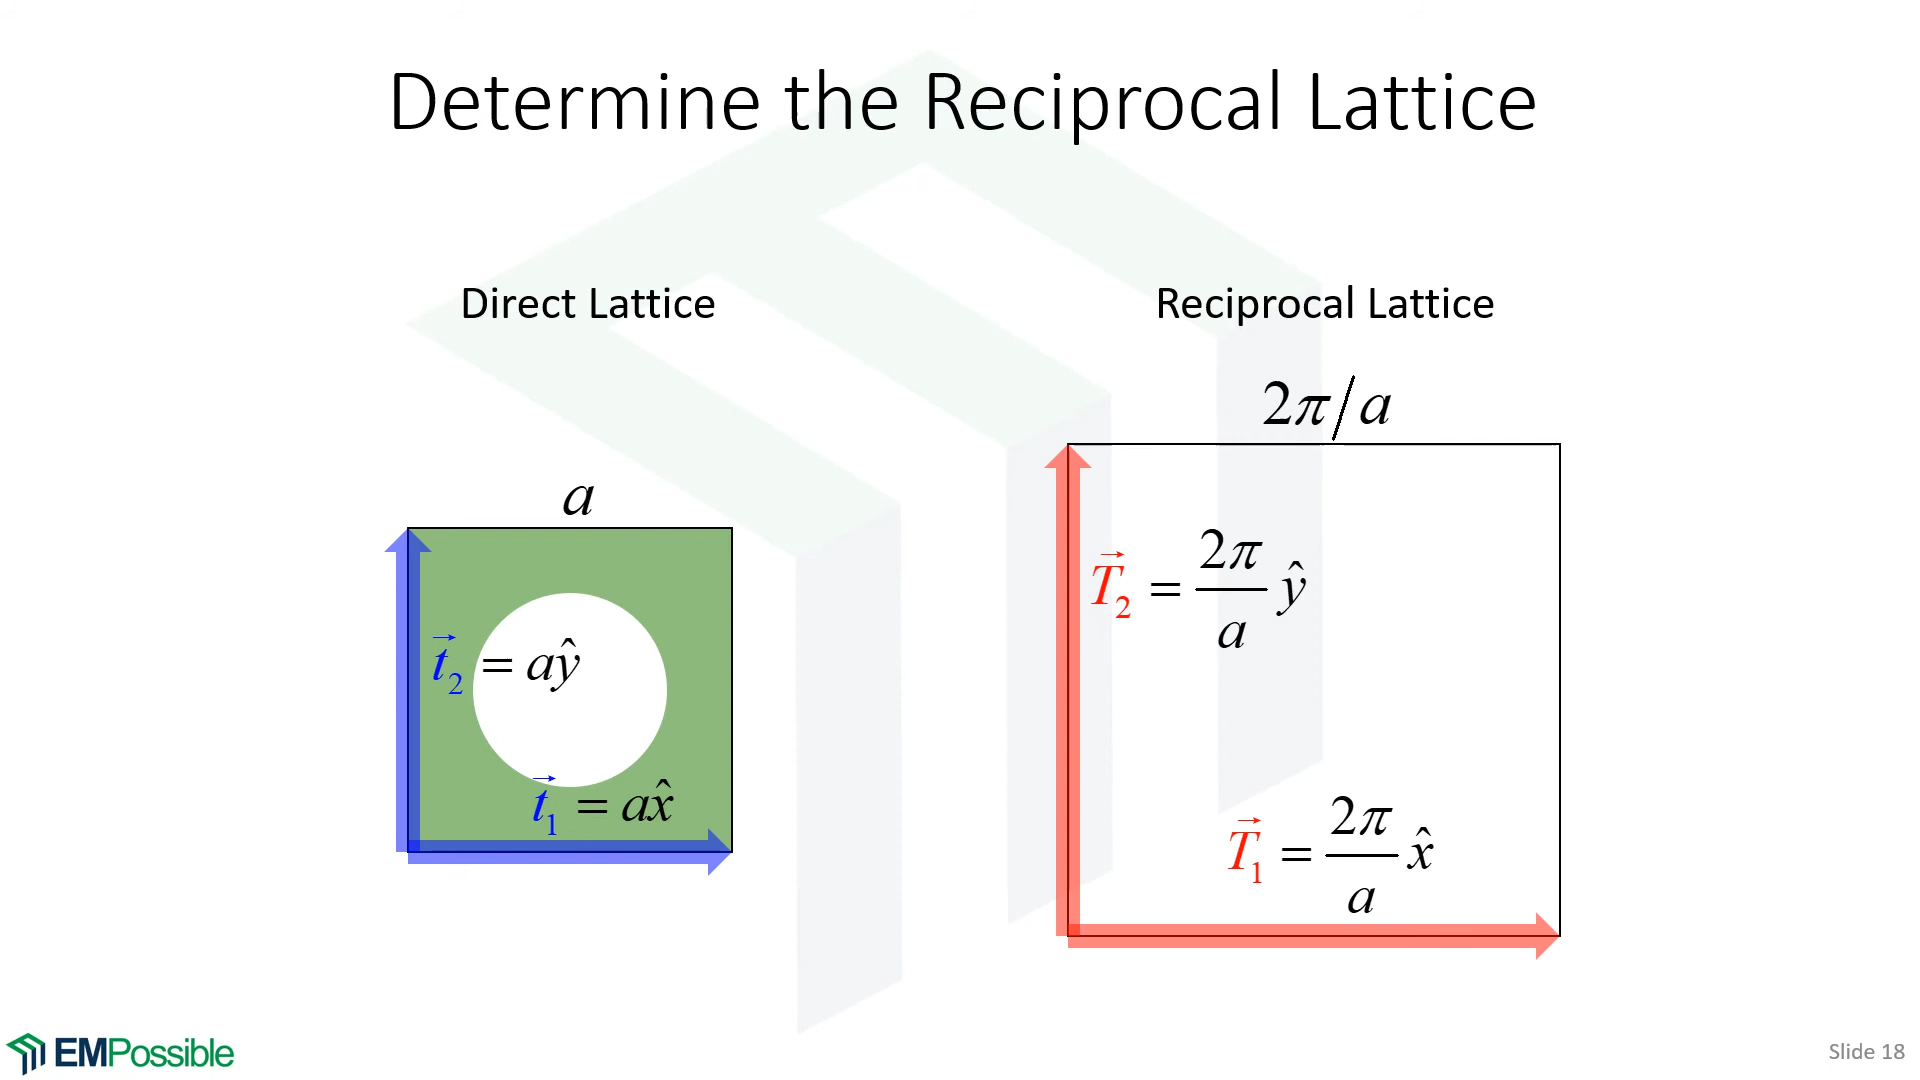 Determine the Reciprocal Lattice
Direct Lattice
a
t⃗₂ = aŷ
t⃗₁ = ax̂
Reciprocal Lattice
2π/a
T⃗₂ = 2π/a ŷ
T⃗₁ = 2π/a x̂
EMPossible
Slide 18